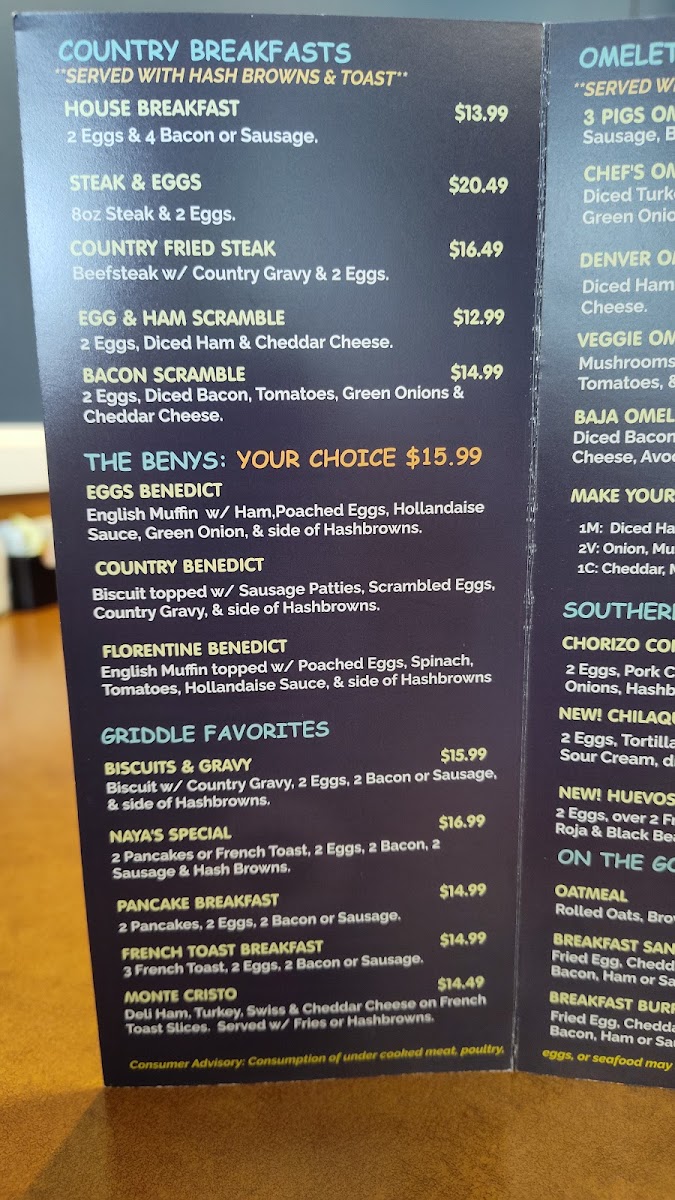 COUNTRY BREAKFASTS
**SERVED WITH HASH BROWNS & TOAST**
HOUSE BREAKFAST $13.99
2 Eggs & 4 Bacon or Sausage.
STEAK & EGGS $20.49
8oz Steak & 2 Eggs.
COUNTRY FRIED STEAK $16.49
Beefsteak w/ Country Gravy & 2 Eggs.
EGG & HAM SCRAMBLE $12.99
2 Eggs, Diced Ham & Cheddar Cheese.
BACON SCRAMBLE $14.99
2 Eggs, Diced Bacon, Tomatoes, Green Onions &
Cheddar Cheese.
THE BENYS: YOUR CHOICE $15.99
EGGS BENEDICT
English Muffin w/ Ham,Poached Eggs, Hollandaise
Sauce, Green Onion, & side of Hashbrowns.
COUNTRY BENEDICT
Biscuit topped w/ Sausage Patties, Scrambled Eggs,
Country Gravy, & side of Hashbrowns.
FLORENTINE BENEDICT
English Muffin topped w/ Poached Eggs, Spinach,
Tomatoes, Hollandaise Sauce, & side of Hashbrowns
GRIDDLE FAVORITES
BISCUITS & GRAVY $15.99
Biscuit w/ Country Gravy, 2 Eggs, 2 Bacon or Sausage,
& side of Hashbrowns.
NAYA'S SPECIAL $16.99
2 Pancakes or French Toast, 2 Eggs, 2 Bacon, 2
Sausage & Hash Browns.
PANCAKE BREAKFAST $14.99
2 Pancakes, 2 Eggs, 2 Bacon or Sausage.
FRENCH TOAST BREAKFAST $14.99
3 French Toast, 2 Eggs, 2 Bacon or Sausage.
MONTE CRISTO $14.49
Deli Ham, Turkey, Swiss & Cheddar Cheese on French
Toast Slices. Served w/ Fries or Hashbrowns.
Consumer Advisory: Consumption of under cooked meat, poultry,
OMELET
**SERVED W
3 PIGS OM
Sausage, B
CHEF'S OM
Diced Turk
Green Onio
DENVER O
Diced Ham
Cheese.
VEGGIE OM
Mushrooms
Tomatoes, &
BAJA OMEL
Diced Bacon
Cheese, Avo
MAKE YOUR
1M: Diced Ha
2V: Onion, Mu
1C: Cheddar, M
SOUTHER
CHORIZO CO
2 Eggs, Pork C
Onions, Hashb
NEW! CHILAQU
2 Eggs, Tortilla
Sour Cream, d
NEW! HUEVOS
2 Eggs, over 2 Fr
Roja & Black Bea
ON THE GO
OATMEAL
Rolled Oats, Brow
BREAKFAST SAN
Fried Egg, Chedd
Bacon, Ham or Sa
BREAKFAST BURR
Fried Egg, Chedda
Bacon, Ham or Sau
eggs, or seafood may